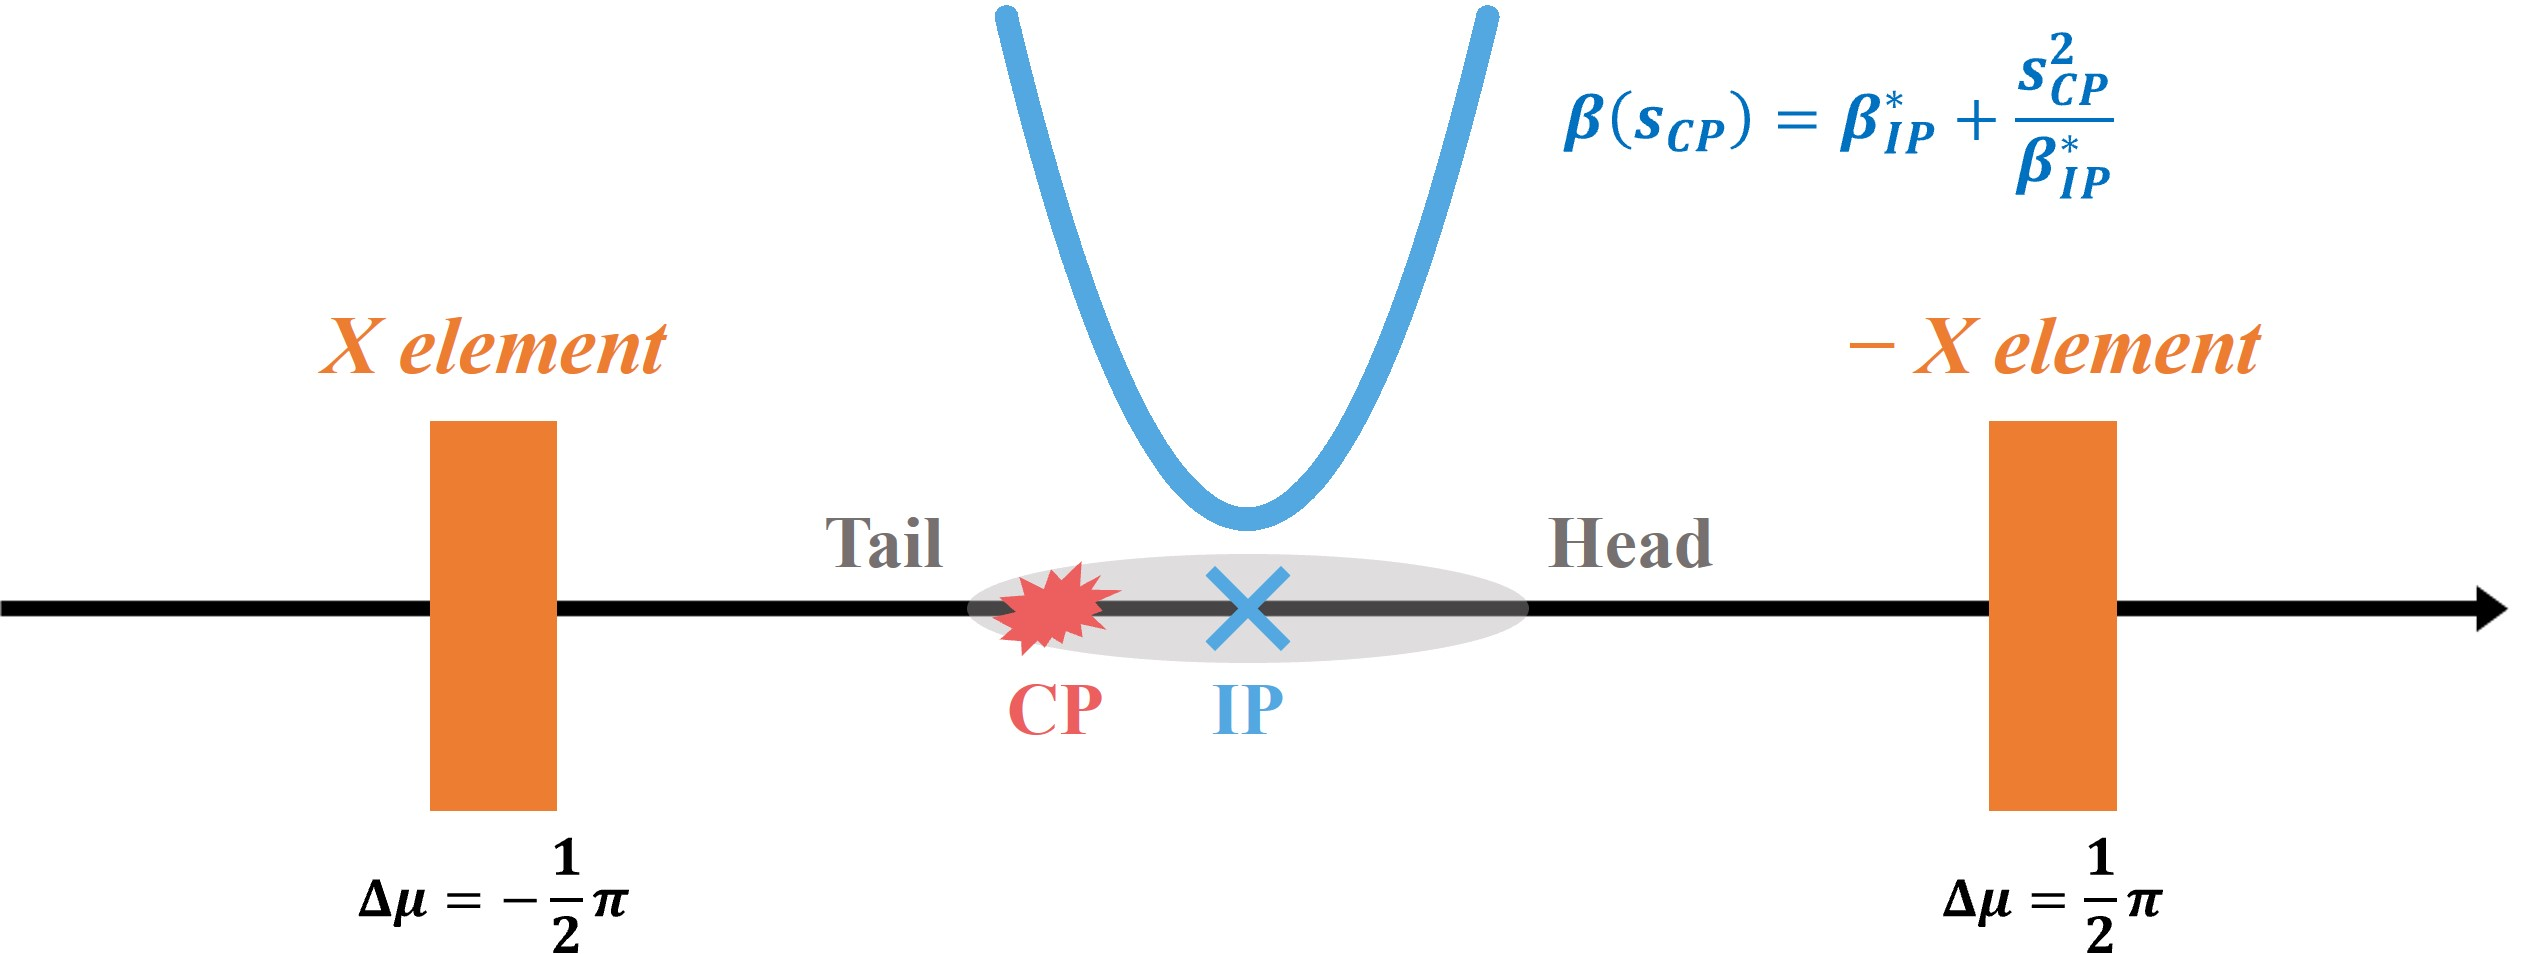 β(s_CP) = β*_IP + s²_CP / β*_IP
X element
− X element
Tail
Head
CP
IP
Δμ = −1/2 π
Δμ = 1/2 π